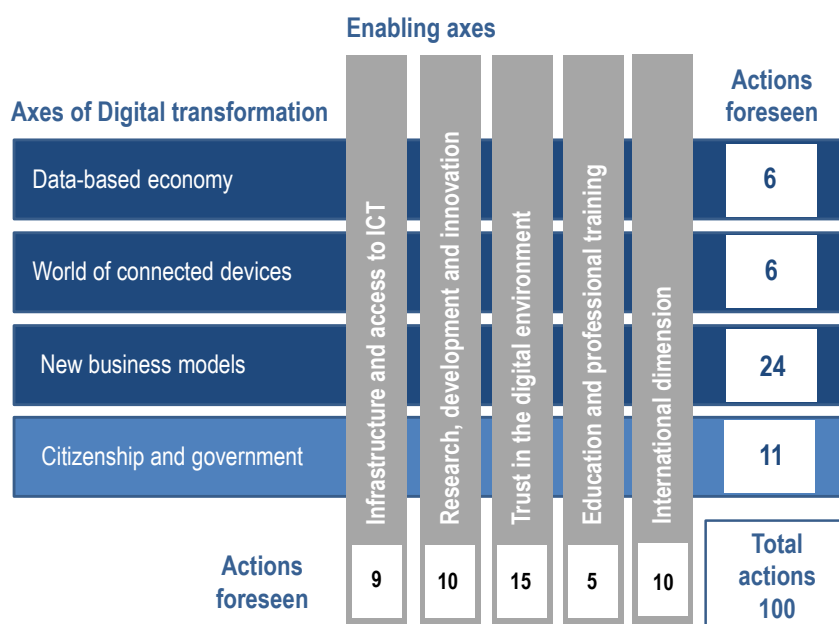 Enabling axes
Axes of Digital transformation
Actions
foreseen
Data-based economy
6
World of connected devices
6
New business models
24
Citizenship and government
11
Infrastructure and access to ICT
Research, development and innovation
Trust in the digital environment
Education and professional training
International dimension
Actions
foreseen
9
10
15
5
10
Total
actions
100